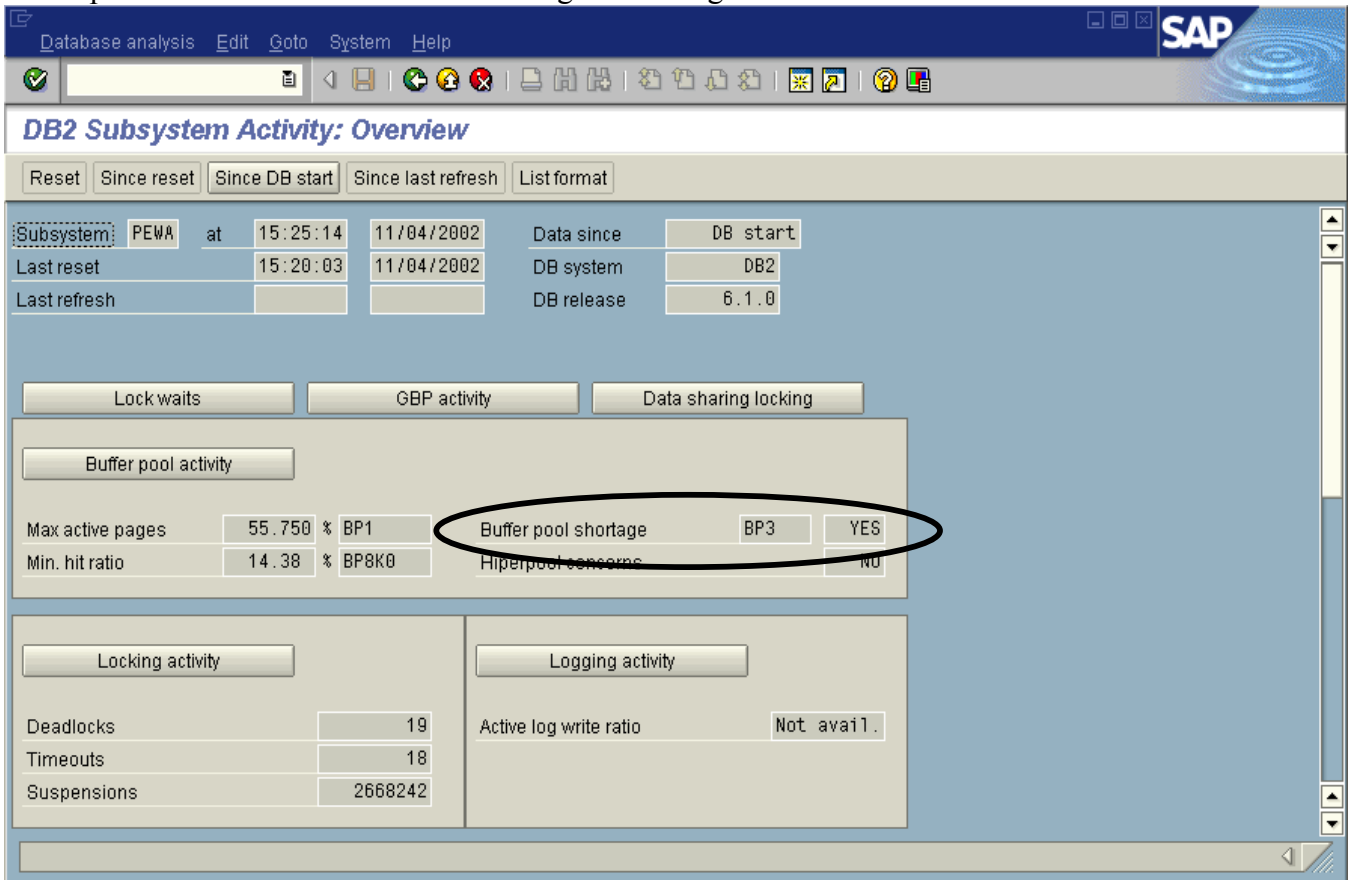 Database analysis Edit Goto System Help
SAP
DB2 Subsystem Activity: Overview
Reset Since reset Since DB start Since last refresh List format
Subsystem PEWA at 15:25:14 11/04/2002 Data since DB start
Last reset 15:20:03 11/04/2002 DB system DB2
Last refresh DB release 6.1.0
Lock waits GBP activity Data sharing locking
Buffer pool activity
Max active pages 55.750 % BP1 Buffer pool shortage BP3 YES
Min. hit ratio 14.38 % BP8K0 Hiperpool concerns NO
Locking activity Logging activity
Deadlocks 19 Active log write ratio Not avail.
Timeouts 18
Suspensions 2668242